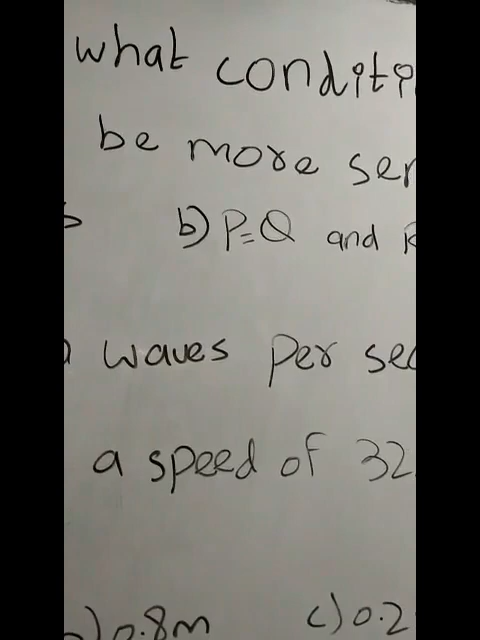 what conditi
be more ser
b) P=Q and R
waves per sec
a speed of 32
) 0.8m c) 0.2